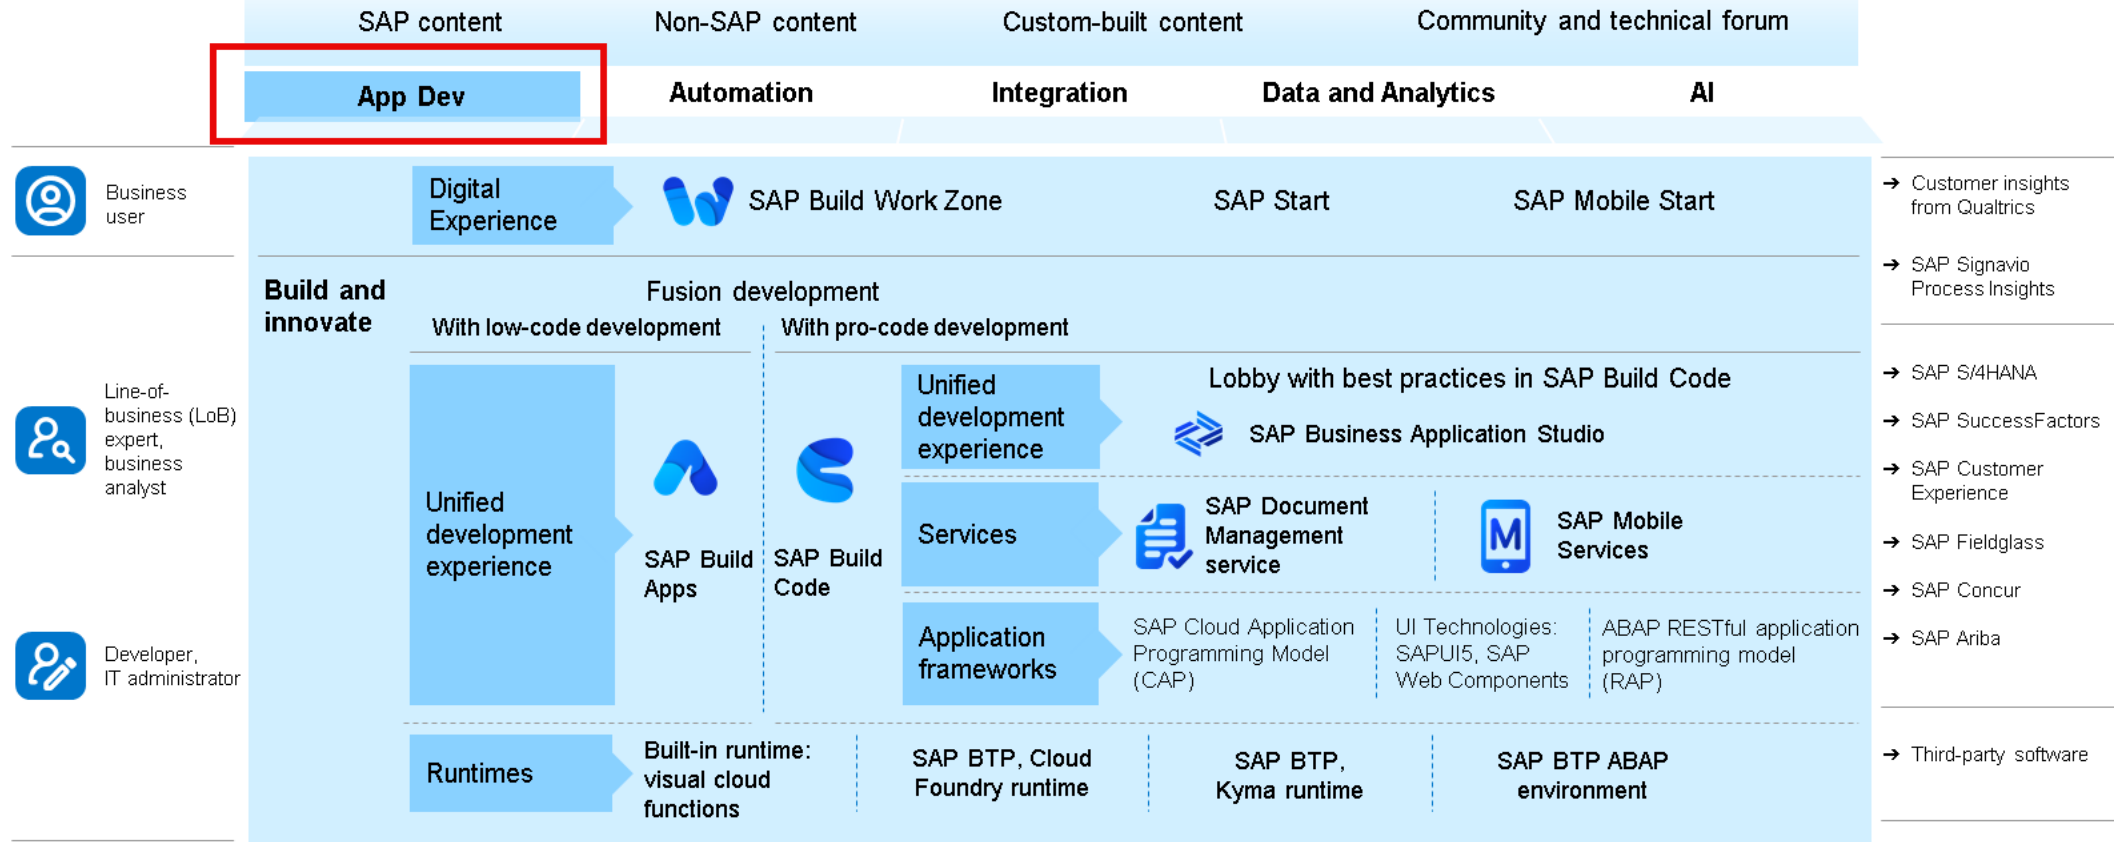 SAP content
Non-SAP content
Custom-built content
Community and technical forum
App Dev
Automation
Integration
Data and Analytics
AI
Business
user
Digital
Experience
SAP Build Work Zone
SAP Start
SAP Mobile Start
➔ Customer insights
from Qualtrics
➔ SAP Signavio
Process Insights
Build and
innovate
Fusion development
With low-code development
With pro-code development
Line-of-
business (LoB)
expert,
business
analyst
Developer,
IT administrator
Unified
development
experience
SAP Build
Apps
SAP Build
Code
Unified
development
experience
Lobby with best practices in SAP Build Code
SAP Business Application Studio
Services
SAP Document
Management
service
M
SAP Mobile
Services
Application
frameworks
SAP Cloud Application
Programming Model
(CAP)
UI Technologies:
SAPUI5, SAP
Web Components
ABAP RESTful application
programming model
(RAP)
Runtimes
Built-in runtime:
visual cloud
functions
SAP BTP, Cloud
Foundry runtime
SAP BTP,
Kyma runtime
SAP BTP ABAP
environment
➔ SAP S/4HANA
➔ SAP SuccessFactors
➔ SAP Customer
Experience
➔ SAP Fieldglass
➔ SAP Concur
➔ SAP Ariba
➔ Third-party software